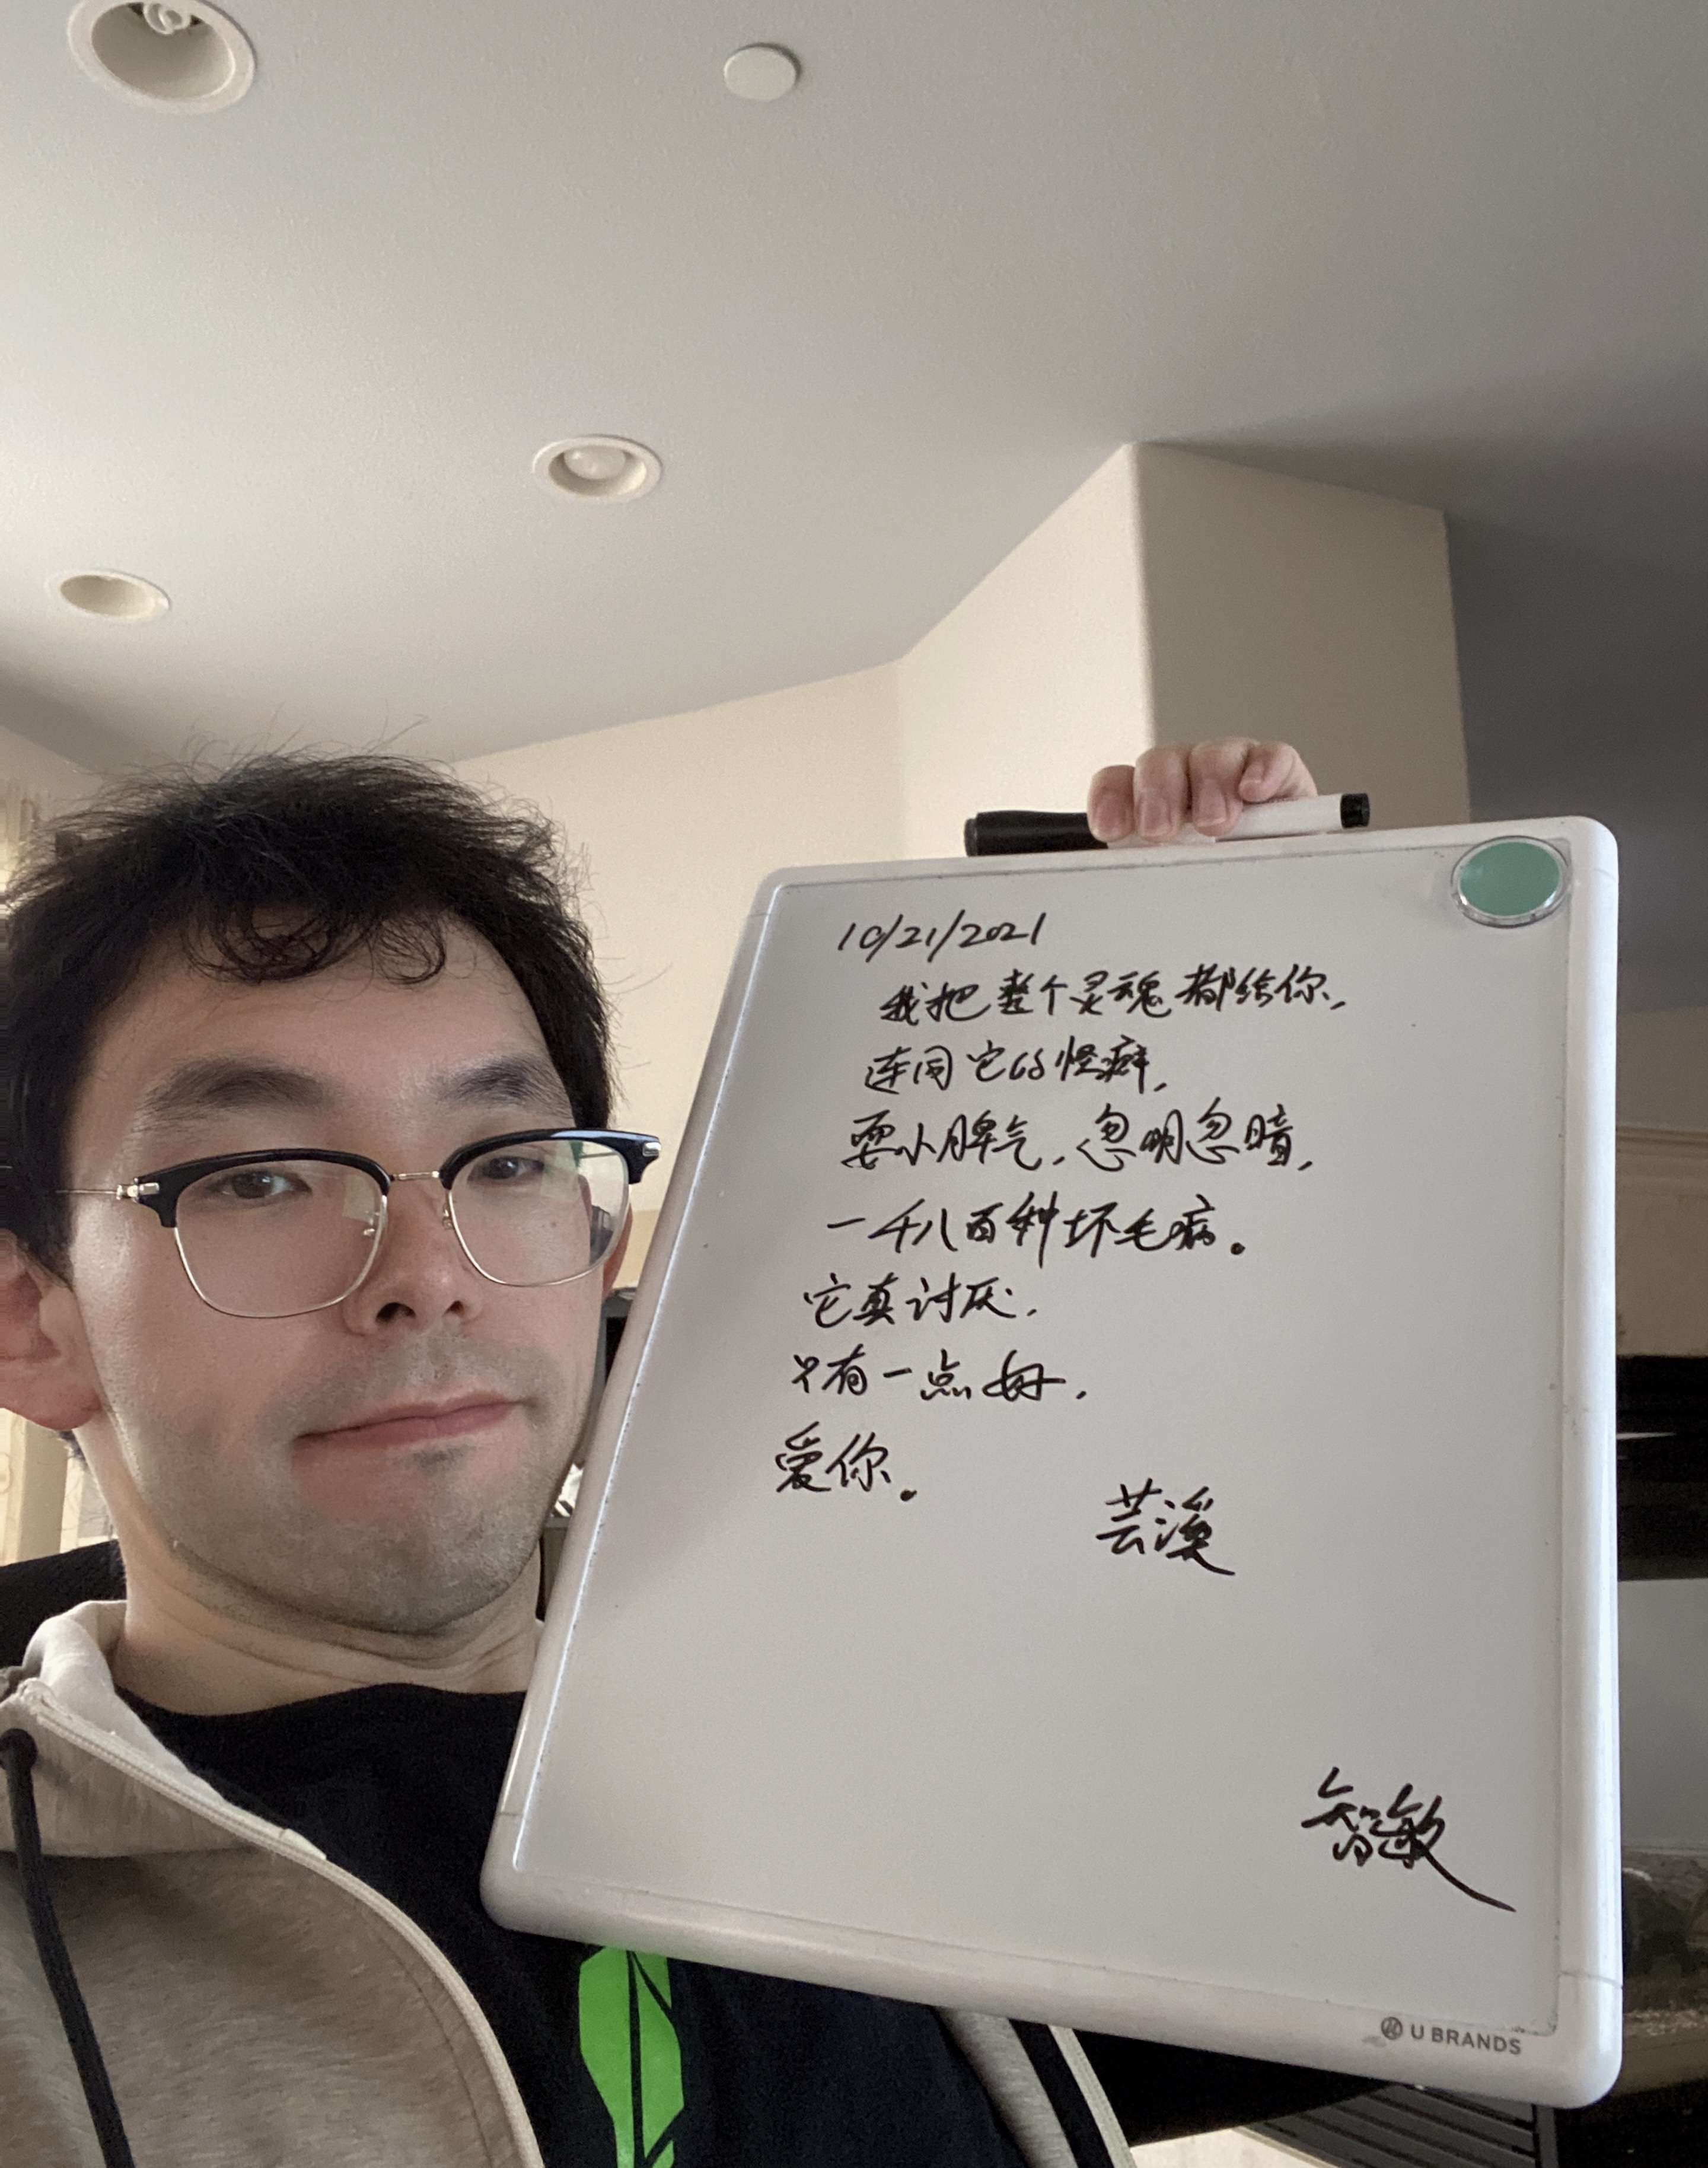 10/21/2021
我把整个灵魂都给你,
连同它的怪癖,
耍小脾气,忽明忽暗,
一千八百种坏毛病。
它真讨厌,
只有一点好,
爱你。
芸溪
智敏
U BRANDS